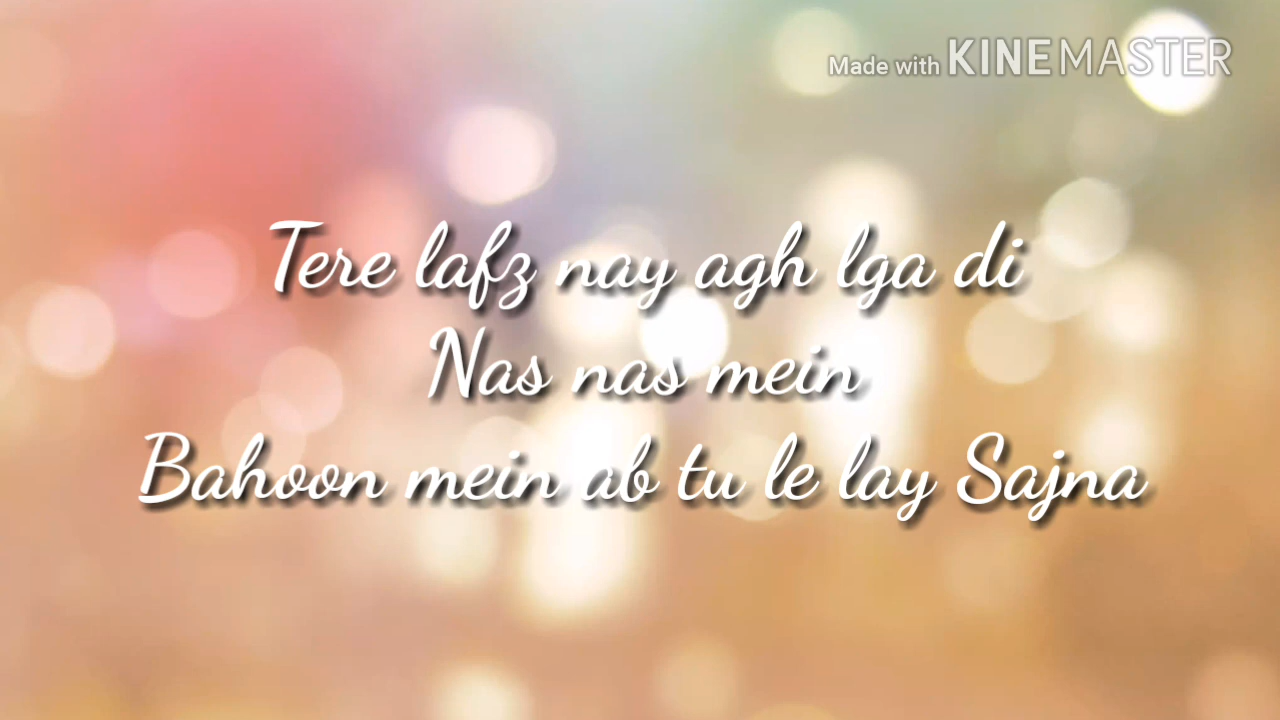 Made with KINEMASTER
Tere lafz nay agh lga di
Nas nas mein
Bahoon mein ab tu le lay Sajna